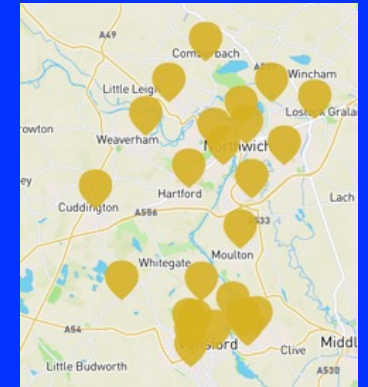 A49
Wincham
Little Leigh
Weaverham
Northwich
Hartford
Lach
Cuddington
A556
A533
Moulton
Whitegate
A54
Clive
Middl
Little Budworth
A530